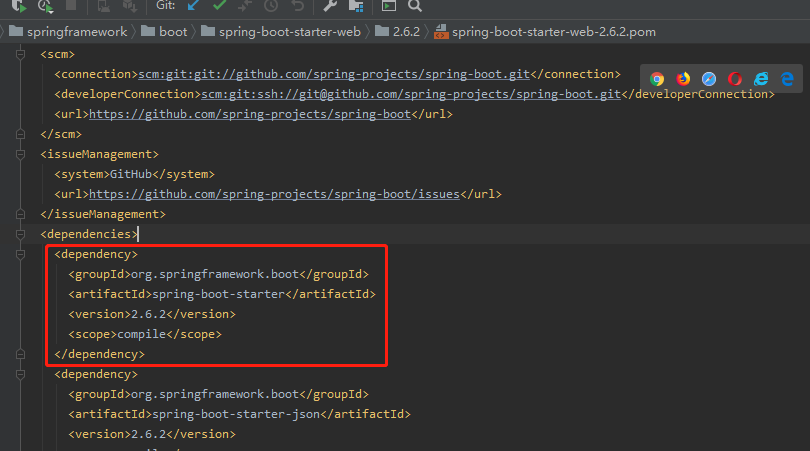 Git:
springframework boot spring-boot-starter-web 2.6.2 spring-boot-starter-web-2.6.2.pom
<scm>
<connection>scm:git:git://github.com/spring-projects/spring-boot.git</connection>
<developerConnection>scm:git:ssh://git@github.com/spring-projects/spring-boot.git</developerConnection>
<url>https://github.com/spring-projects/spring-boot</url>
</scm>
<issueManagement>
<system>GitHub</system>
<url>https://github.com/spring-projects/spring-boot/issues</url>
</issueManagement>
<dependencies>
<dependency>
<groupId>org.springframework.boot</groupId>
<artifactId>spring-boot-starter</artifactId>
<version>2.6.2</version>
<scope>compile</scope>
</dependency>
<dependency>
<groupId>org.springframework.boot</groupId>
<artifactId>spring-boot-starter-json</artifactId>
<version>2.6.2</version>